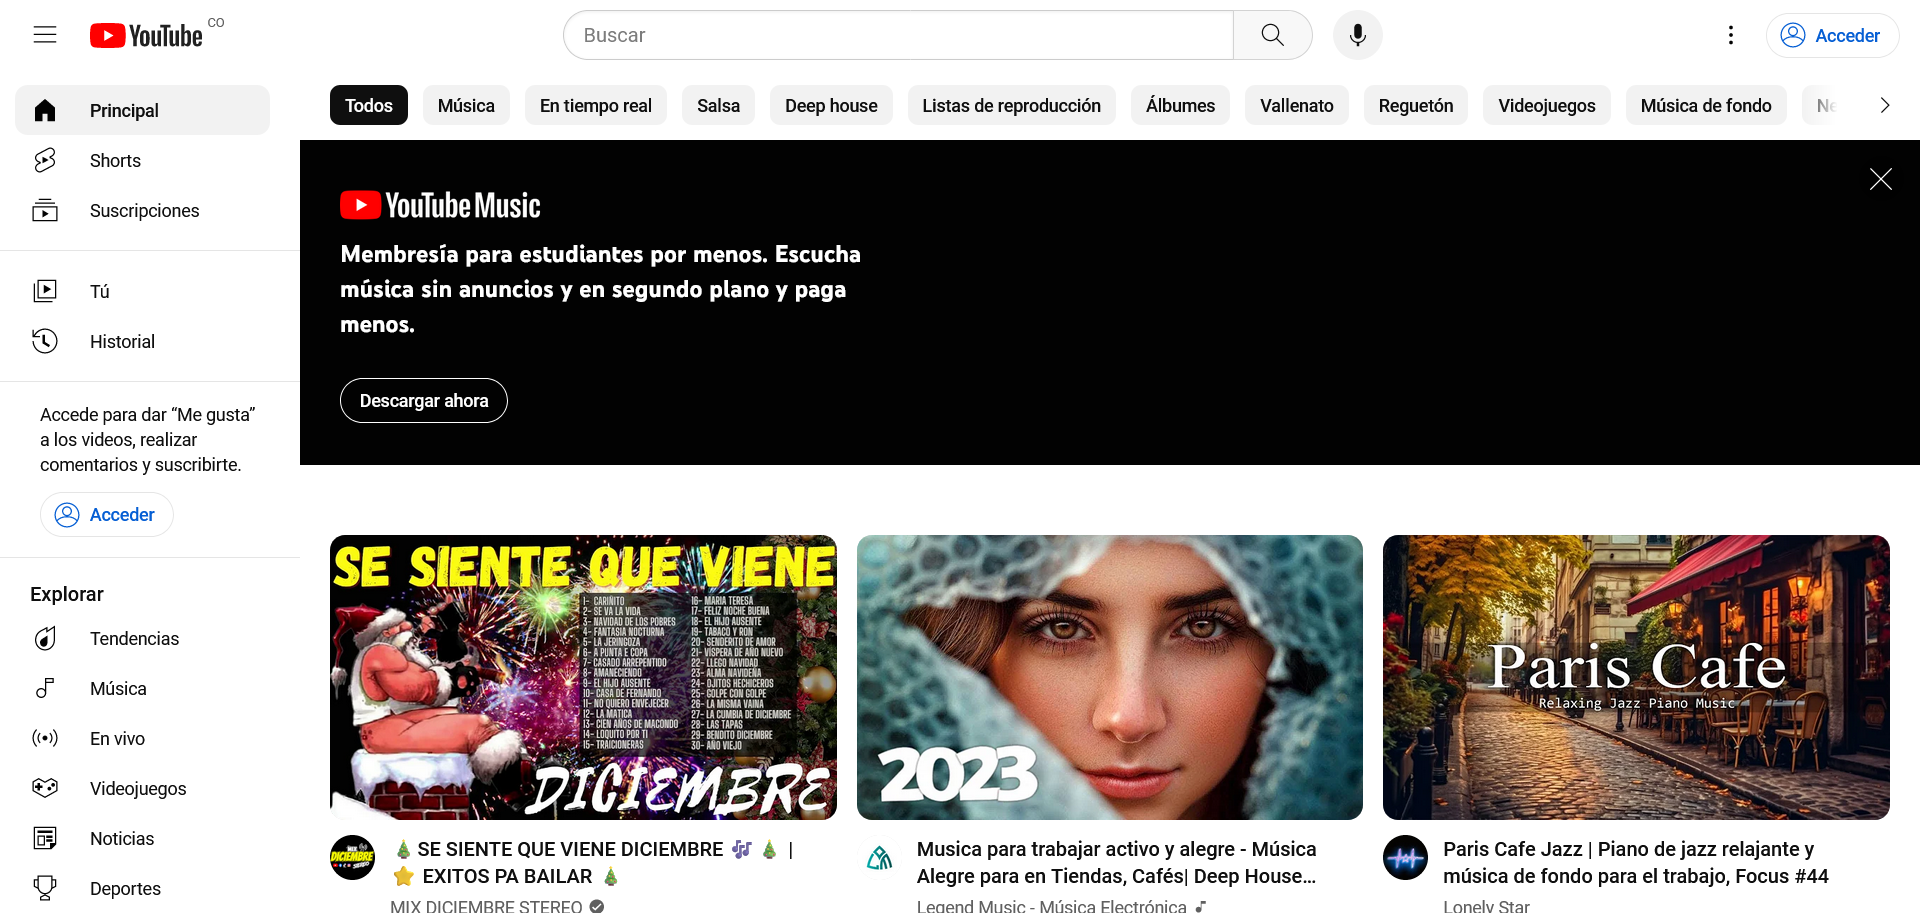 YouTube CO
Buscar
Acceder
Principal
Shorts
Suscripciones
Tú
Historial
Accede para dar “Me gusta”
a los videos, realizar
comentarios y suscribirte.
Acceder
Explorar
Tendencias
Música
En vivo
Videojuegos
Noticias
Deportes
Todos
Música
En tiempo real
Salsa
Deep house
Listas de reproducción
Álbumes
Vallenato
Reguetón
Videojuegos
Música de fondo
YouTube Music
Membresía para estudiantes por menos. Escucha
música sin anuncios y en segundo plano y paga
menos.
Descargar ahora
SE SIENTE QUE VIENE
1- CARIÑITO
2- SE VA LA VIDA
3- NAVIDAD DE LOS POBRES
4- FANTASIA NOCTURNA
5- LA JERINGOZA
6- A PUNTA E COPA
7- CASADO ARREPENTIDO
8- AMANECIENDO
9- EL HIJO AUSENTE
10- CASA DE FERNANDO
11- NO QUIERO ENVEJECER
12- LA MATICA
13- CIEN AÑOS DE MACONDO
14- LOQUITO POR TI
15- TRAICIONERAS
16- MARIA TERESA
17- FELIZ NOCHE BUENA
18- EL HIJO AUSENTE
19- TABACO Y RON
20- SENDERITO DE AMOR
21- VISPERA DE AÑO NUEVO
22- LLEGO NAVIDAD
23- ALMA NAVIDEÑA
24- OJITOS HECHICEROS
25- GOLPE CON GOLPE
26- LA MISMA VAINA
27- LA CUMBIA DE DICIEMBRE
28- LAS TAPAS
29- BENDITO DICIEMBRE
30- AÑO VIEJO
DICIEMBRE
MIX
DICIEMBRE
STEREO
🎄 SE SIENTE QUE VIENE DICIEMBRE 🎶 🎄 |
⭐ EXITOS PA BAILAR 🎄
MIX DICIEMBRE STEREO
2023
Musica para trabajar activo y alegre - Música
Alegre para en Tiendas, Cafés| Deep House...
Legend Music - Música Electrónica
Paris Cafe
Relaxing Jazz Piano Music
Paris Cafe Jazz | Piano de jazz relajante y
música de fondo para el trabajo, Focus #44
Lonely Star